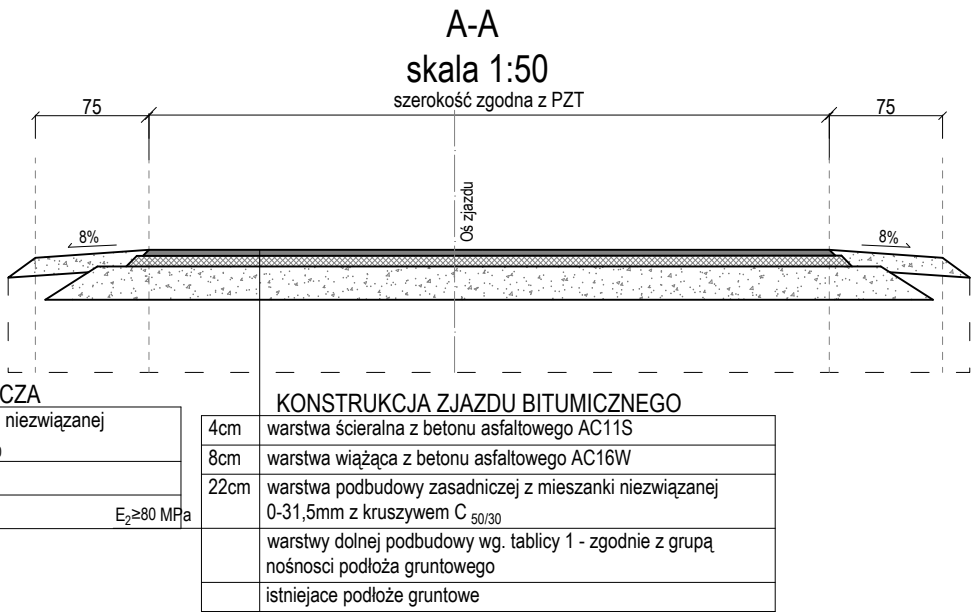 A-A
skala 1:50
szerokość zgodna z PZT
75
75
Oś zjazdu
8%
8%
CZA
niezwiązanej
E₂≥80 MPa
KONSTRUKCJA ZJAZDU BITUMICZNEGO
4cm warstwa ścieralna z betonu asfaltowego AC11S
8cm warstwa wiążąca z betonu asfaltowego AC16W
22cm warstwa podbudowy zasadniczej z mieszanki niezwiązanej
0-31,5mm z kruszywem C 50/30
warstwy dolnej podbudowy wg. tablicy 1 - zgodnie z grupą
nośnosci podłoża gruntowego
istniejace podłoże gruntowe